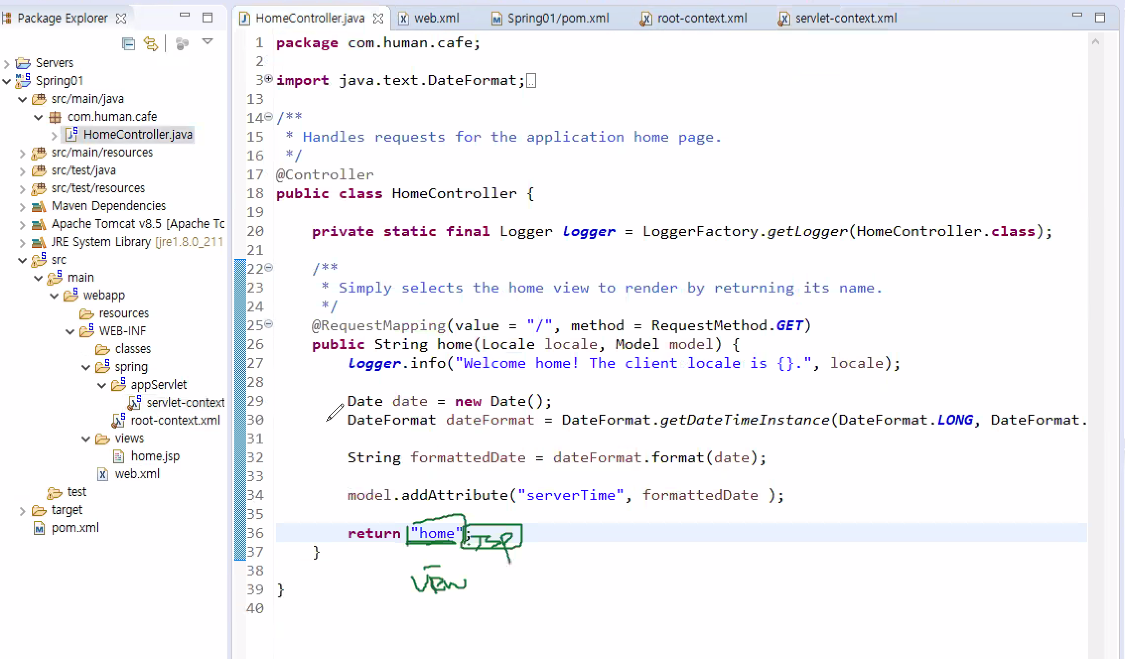 Package Explorer
Servers
Spring01
src/main/java
com.human.cafe
HomeController.java
src/main/resources
src/test/java
src/test/resources
Maven Dependencies
Apache Tomcat v8.5 [Apache Tc
JRE System Library [jre1.8.0_211
src
main
webapp
resources
WEB-INF
classes
spring
appServlet
servlet-context
root-context.xml
views
home.jsp
web.xml
test
target
pom.xml
HomeController.java web.xml Spring01/pom.xml root-context.xml servlet-context.xml
1 package com.human.cafe;
2
3 import java.text.DateFormat;
13
14 /**
15 * Handles requests for the application home page.
16 */
17 @Controller
18 public class HomeController {
19
20 private static final Logger logger = LoggerFactory.getLogger(HomeController.class);
21
22 /**
23 * Simply selects the home view to render by returning its name.
24 */
25 @RequestMapping(value = "/", method = RequestMethod.GET)
26 public String home(Locale locale, Model model) {
27 logger.info("Welcome home! The client locale is {}.", locale);
28
29 Date date = new Date();
30 DateFormat dateFormat = DateFormat.getDateTimeInstance(DateFormat.LONG, DateFormat.
31
32 String formattedDate = dateFormat.format(date);
33
34 model.addAttribute("serverTime", formattedDate );
35
36 return "home"; .JSP
37 }
view
38
39 }
40